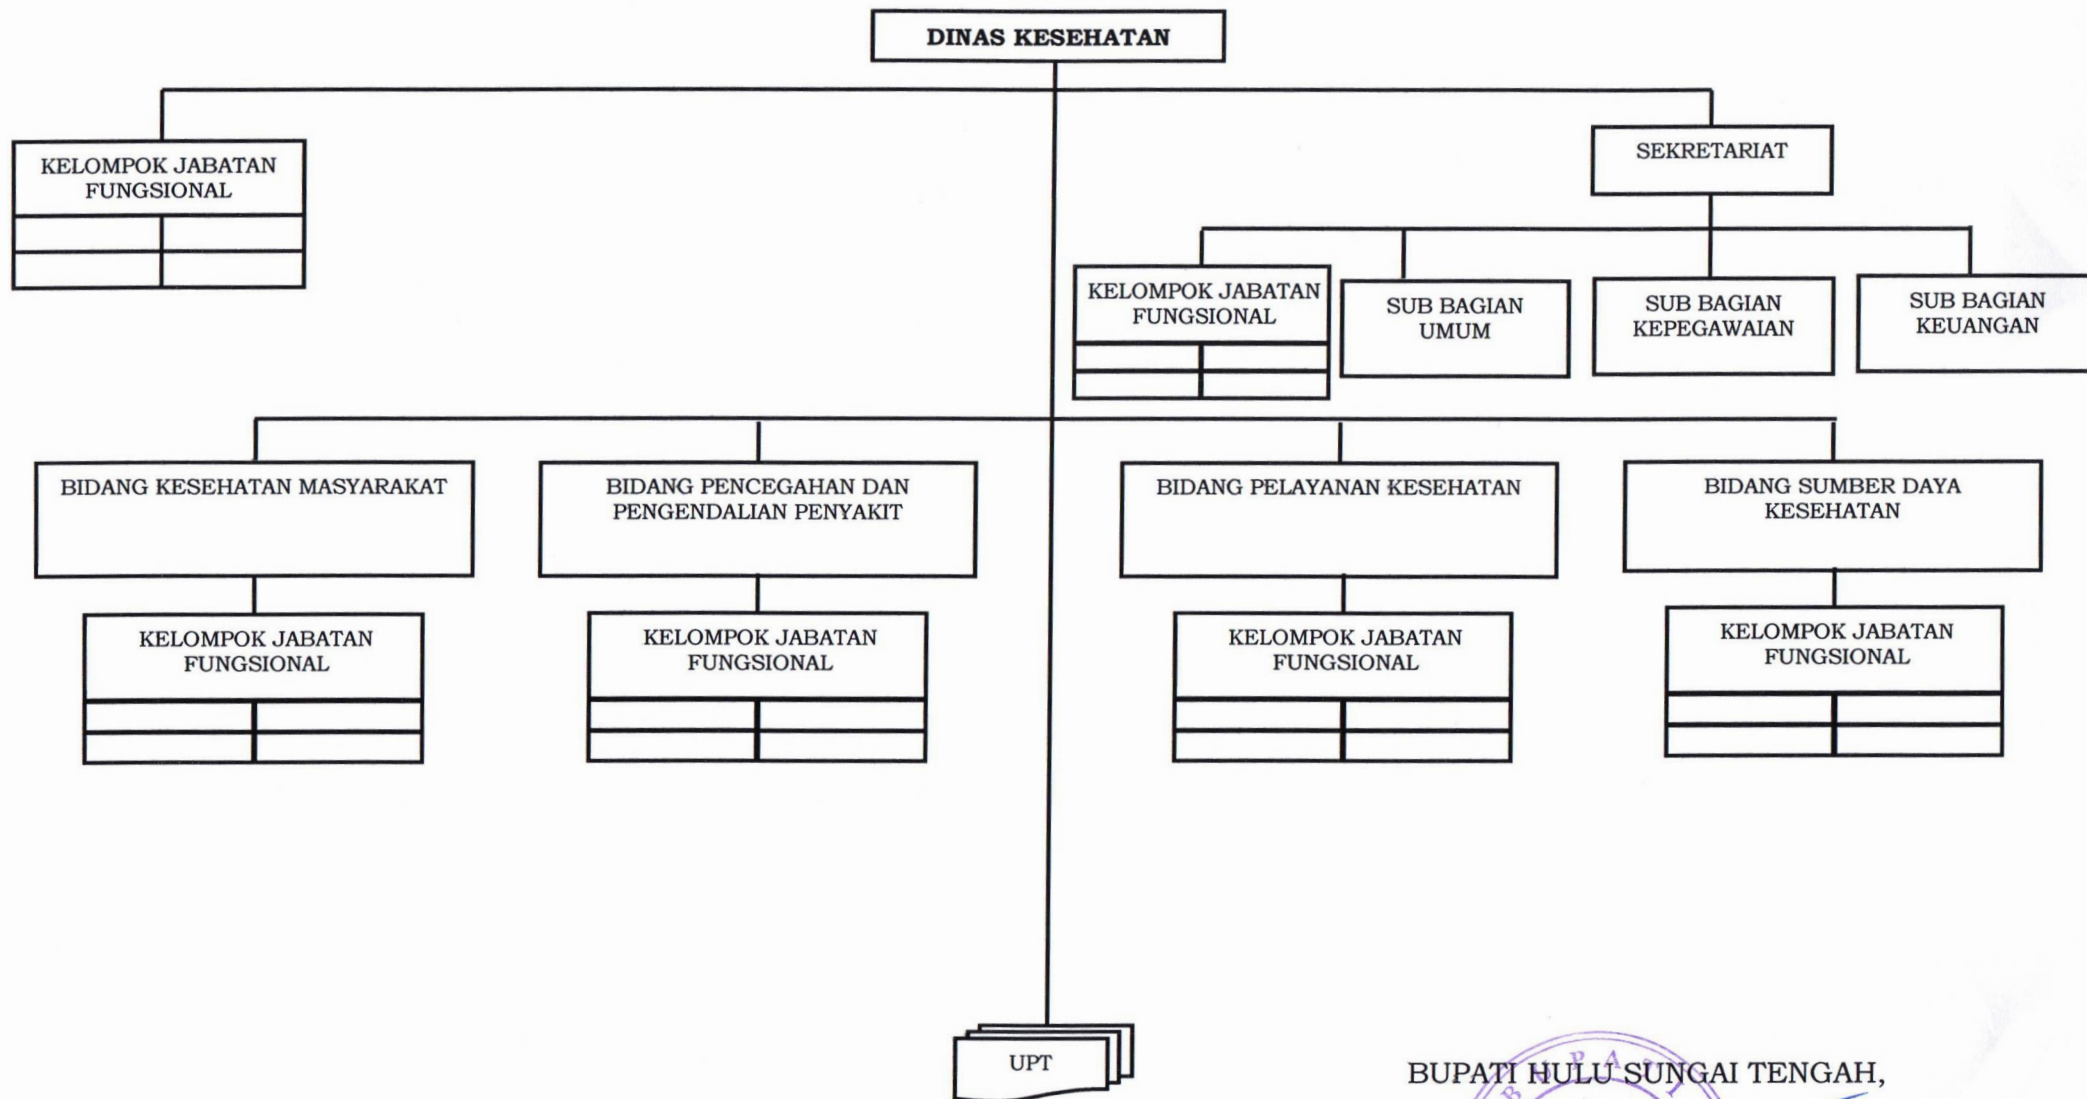 DINAS KESEHATAN
KELOMPOK JABATAN
FUNGSIONAL
SEKRETARIAT
KELOMPOK JABATAN
FUNGSIONAL
SUB BAGIAN
UMUM
SUB BAGIAN
KEPEGAWAIAN
SUB BAGIAN
KEUANGAN
BIDANG KESEHATAN MASYARAKAT
BIDANG PENCEGAHAN DAN
PENGENDALIAN PENYAKIT
BIDANG PELAYANAN KESEHATAN
BIDANG SUMBER DAYA
KESEHATAN
KELOMPOK JABATAN
FUNGSIONAL
KELOMPOK JABATAN
FUNGSIONAL
KELOMPOK JABATAN
FUNGSIONAL
KELOMPOK JABATAN
FUNGSIONAL
UPT
BUPATI HULU SUNGAI TENGAH,
BUPATI